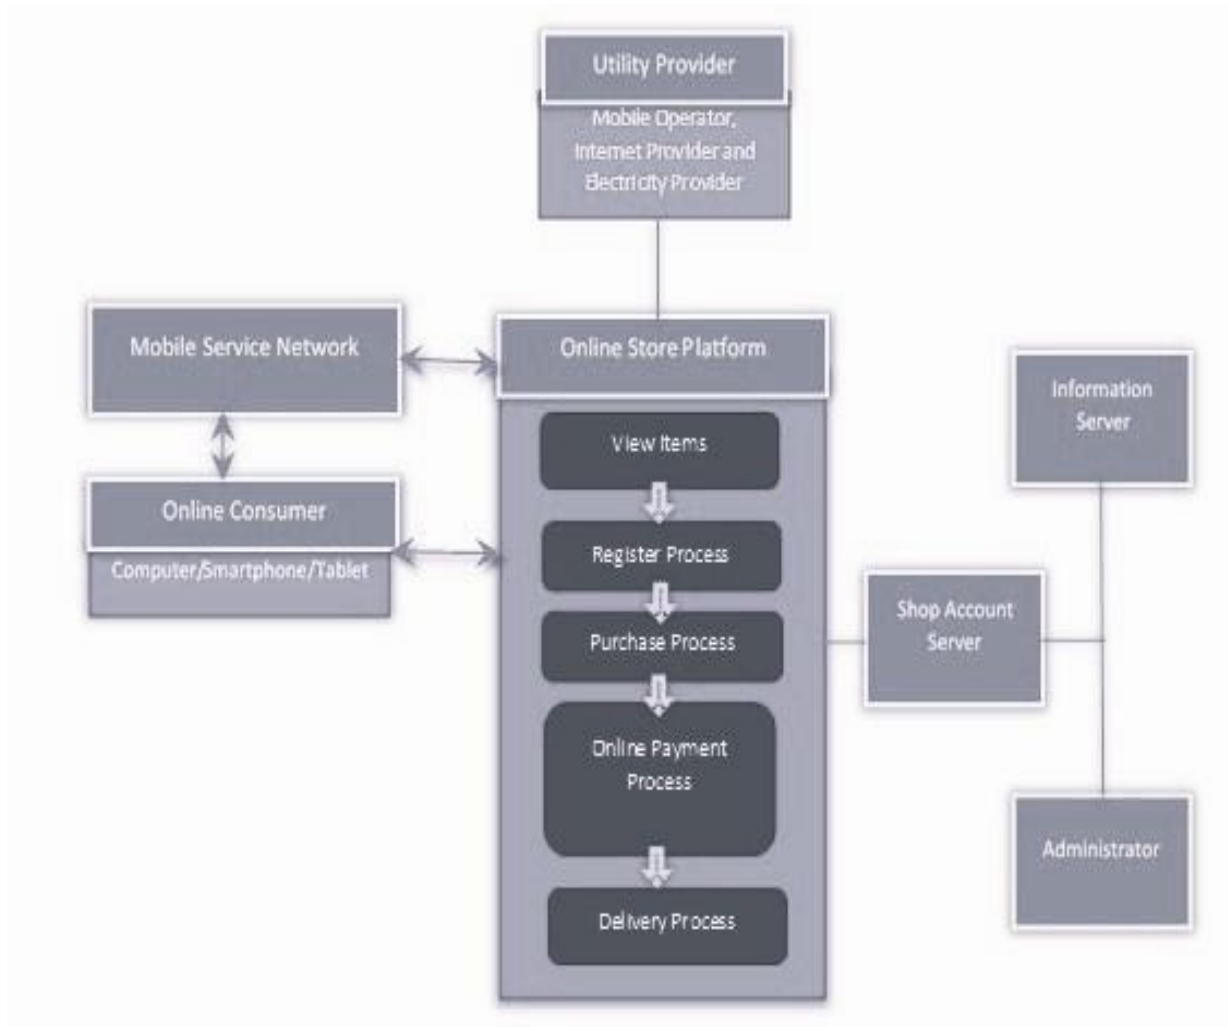 Utility Provider
Mobile Operator,
Internet Provider and
Electricity Provider
Mobile Service Network
Online Store Platform
Information
Server
View Items
Online Consumer
Computer/Smartphone/Tablet
Register Process
Shop Account
Server
Purchase Process
Online Payment
Process
Administrator
Delivery Process